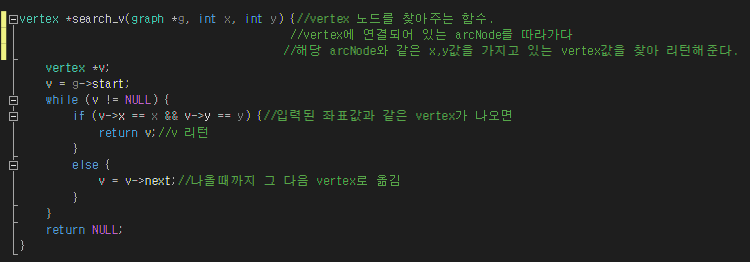 vertex *search_v(graph *g, int x, int y){//vertex 노드를 찾아주는 함수.
//vertex에 연결되어 있는 arcNode를 따라가다
//해당 arcNode와 같은 x,y값을 가지고 있는 vertex값을 찾아 리턴해준다.
vertex *v;
v = g->start;
while (v != NULL){
if (v->x == x && v->y == y){//입력된 좌표값과 같은 vertex가 나오면
return v;//v 리턴
}
else{
v = v->next;//나올때까지 그 다음 vertex로 옮김
}
}
return NULL;
}